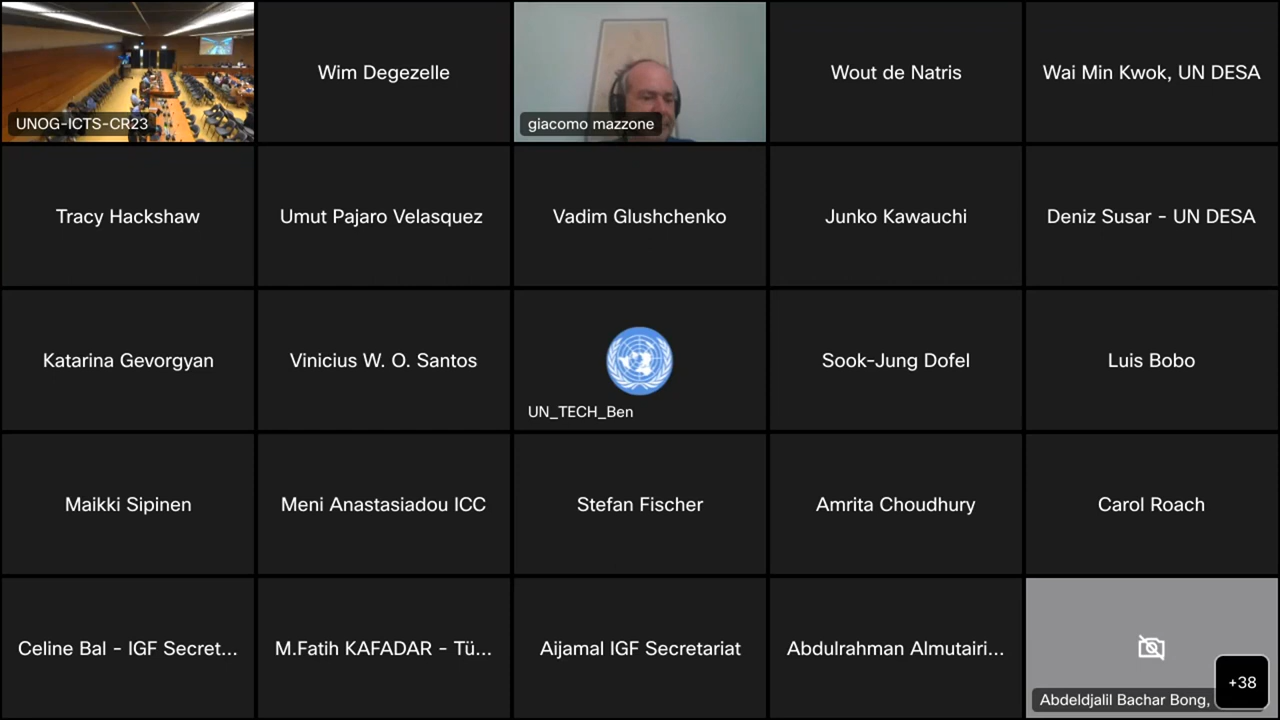 UNOG-ICTS-CR23
Wim Degezelle
giacomo mazzone
Wout de Natris
Wai Min Kwok, UN DESA
Tracy Hackshaw
Umut Pajaro Velasquez
Vadim Glushchenko
Junko Kawauchi
Deniz Susar - UN DESA
Katarina Gevorgyan
Vinicius W. O. Santos
UN_TECH_Ben
Sook-Jung Dofel
Luis Bobo
Maikki Sipinen
Meni Anastasiadou ICC
Stefan Fischer
Amrita Choudhury
Carol Roach
Celine Bal - IGF Secret...
M.Fatih KAFADAR - Tü...
Aijamal IGF Secretariat
Abdulrahman Almutairi...
Abdeldjalil Bachar Bong,
+38